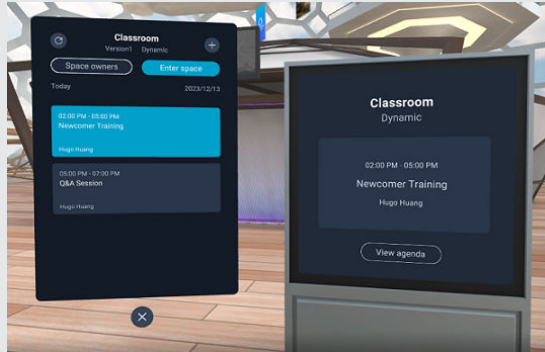 Classroom
Version1 Dynamic
Space owners
Enter space
Today
2023/12/13
02:00 PM - 05:00 PM
Newcomer Training
Hugo Huang
05:00 PM - 07:00 PM
Q&A Session
Hugo Huang
Classroom
Dynamic
02:00 PM - 05:00 PM
Newcomer Training
Hugo Huang
View agenda